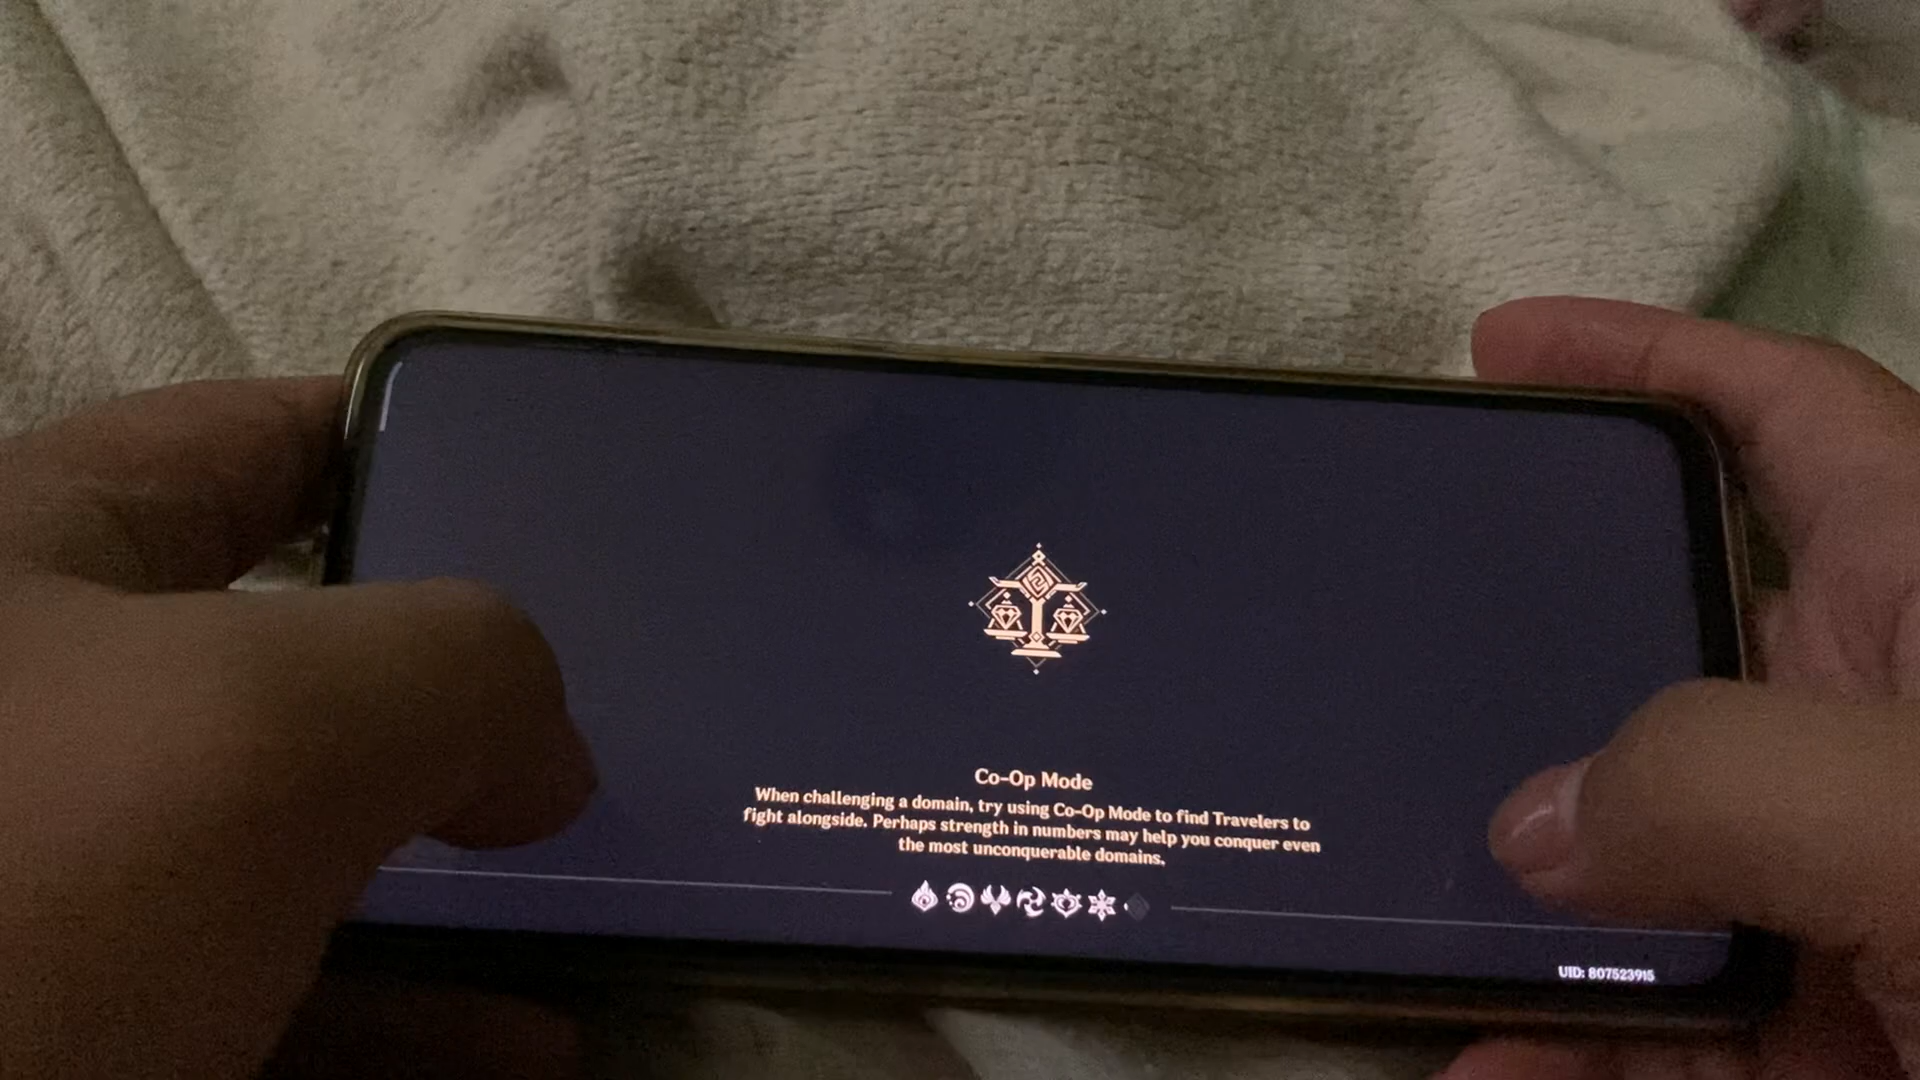 Co-Op Mode
When challenging a domain, try using Co-Op Mode to find Travelers to
fight alongside. Perhaps strength in numbers may help you conquer even
the most unconquerable domains.
UID: 807523915